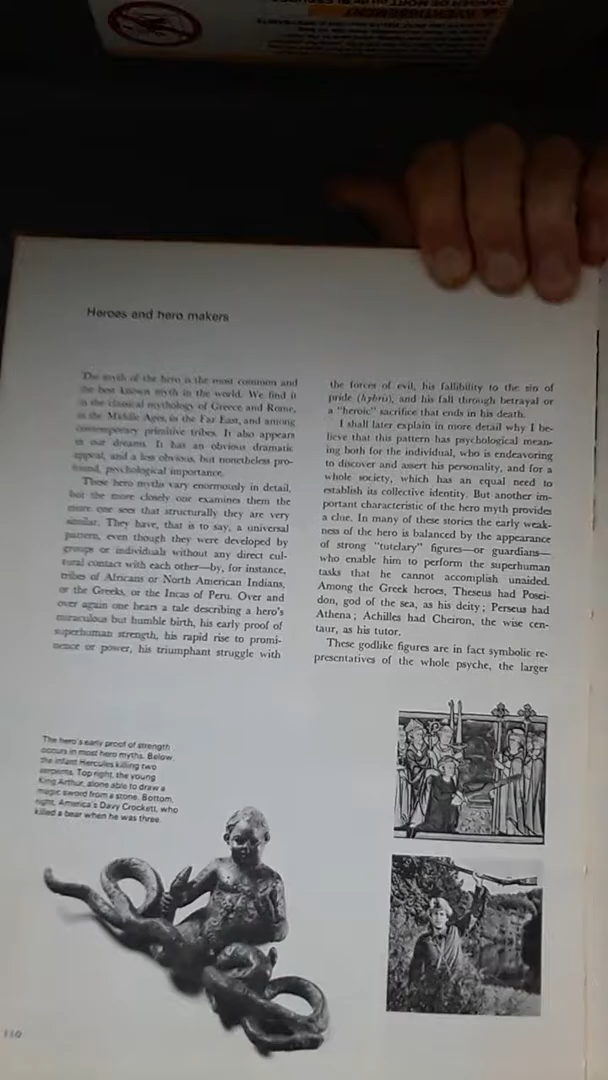 AVERTISSEMENT
Heroes and hero makers
The myth of the hero is the most common and
the best known myth in the world. We find it
in the classical mythology of Greece and Rome,
in the Middle Ages, in the Far East, and among
contemporary primitive tribes. It also appears
in our dreams. It has an obvious dramatic
appeal, and a less obvious, but nonetheless pro-
found, psychological importance.
These hero myths vary enormously in detail,
but the more closely one examines them the
more one sees that structurally they are very
similar. They have, that is to say, a universal
pattern, even though they were developed by
groups or individuals without any direct cul-
tural contact with each other—by, for instance,
tribes of Africans or North American Indians,
or the Greeks, or the Incas of Peru. Over and
over again one hears a tale describing a hero's
miraculous but humble birth, his early proof of
superhuman strength, his rapid rise to promi-
nence or power, his triumphant struggle with
the forces of evil, his fallibility to the sin of
pride (hybris), and his fall through betrayal or
a "heroic" sacrifice that ends in his death.
I shall later explain in more detail why I be-
lieve that this pattern has psychological mean-
ing both for the individual, who is endeavoring
to discover and assert his personality, and for a
whole society, which has an equal need to
establish its collective identity. But another im-
portant characteristic of the hero myth provides
a clue. In many of these stories the early weak-
ness of the hero is balanced by the appearance
of strong "tutelary" figures—or guardians—
who enable him to perform the superhuman
tasks that he cannot accomplish unaided.
Among the Greek heroes, Theseus had Posei-
don, god of the sea, as his deity; Perseus had
Athena; Achilles had Cheiron, the wise cen-
taur, as his tutor.
These godlike figures are in fact symbolic re-
presentatives of the whole psyche, the larger
The hero's early proof of strength
occurs in most hero myths. Below,
the infant Hercules killing two
serpents. Top right, the young
King Arthur, alone able to draw a
magic sword from a stone. Bottom,
right, America's Davy Crockett, who
killed a bear when he was three.
110